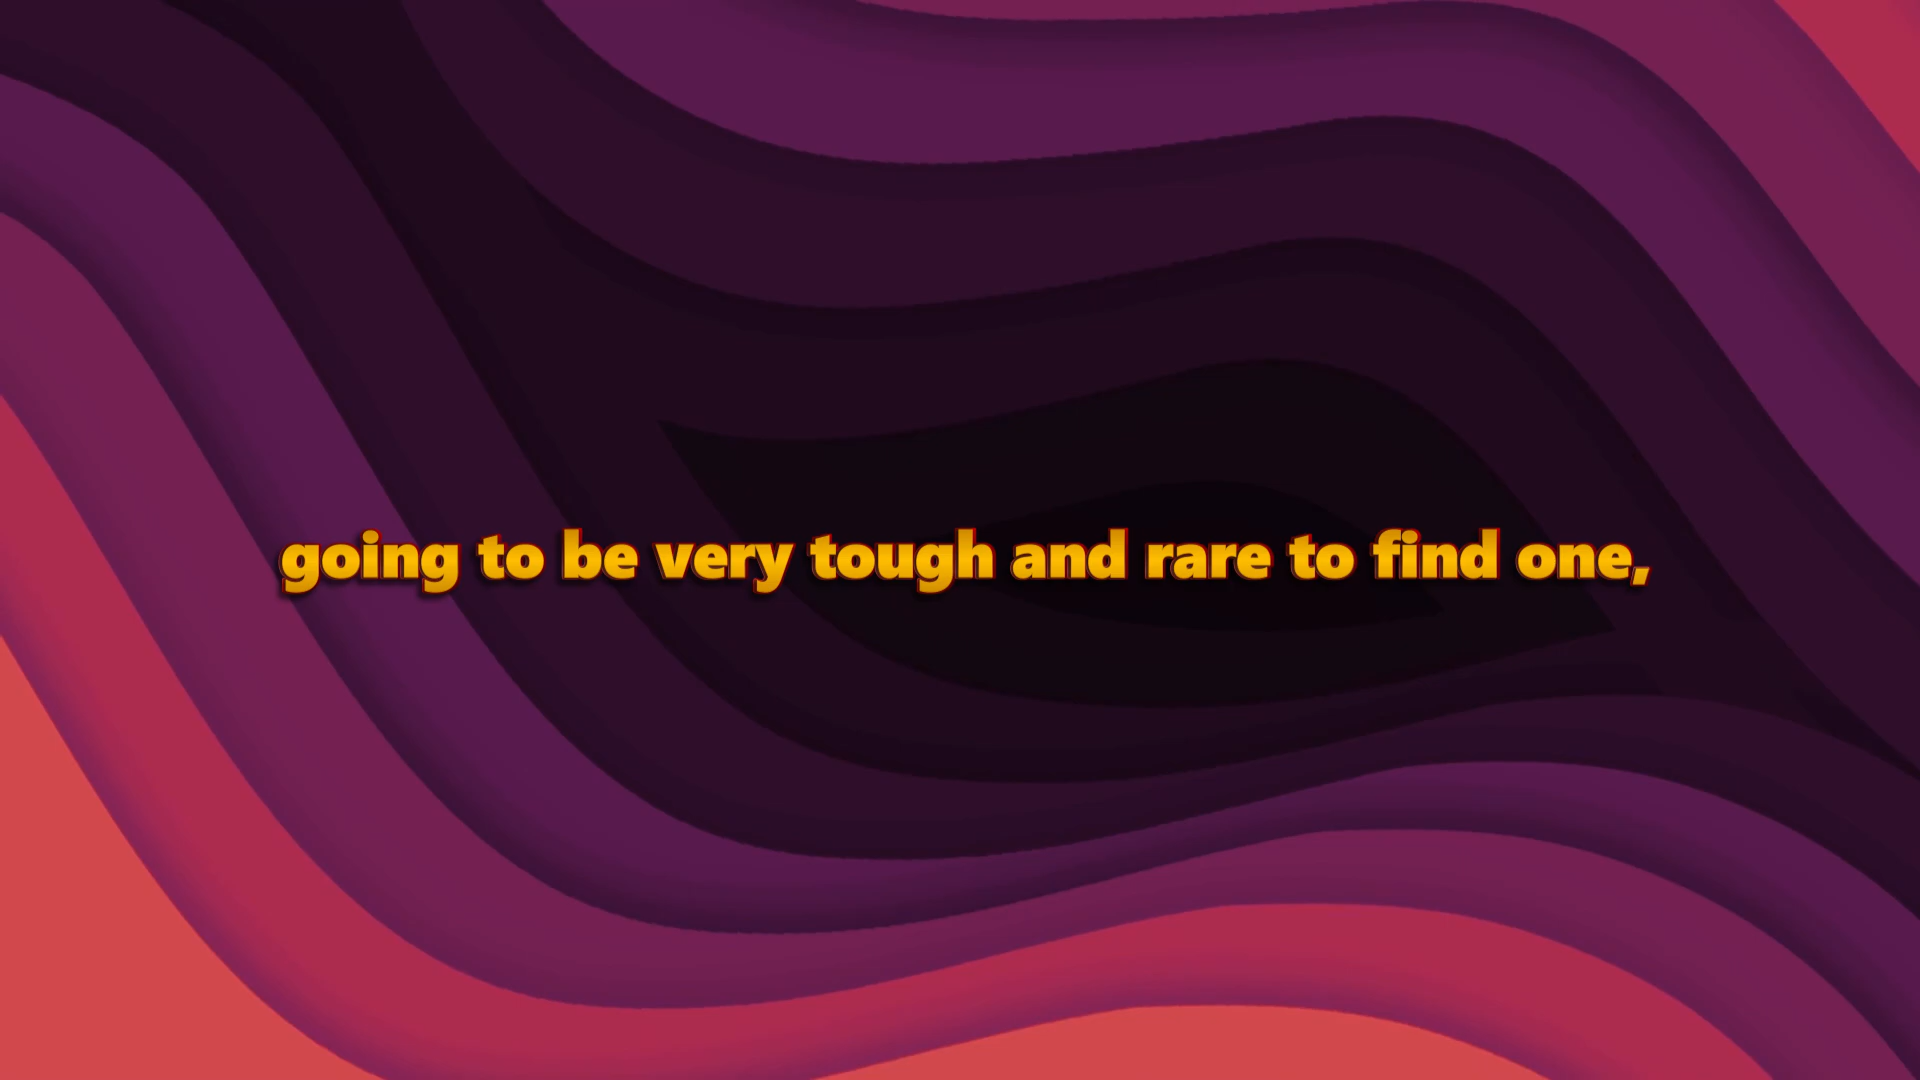 going to be very tough and rare to find one,